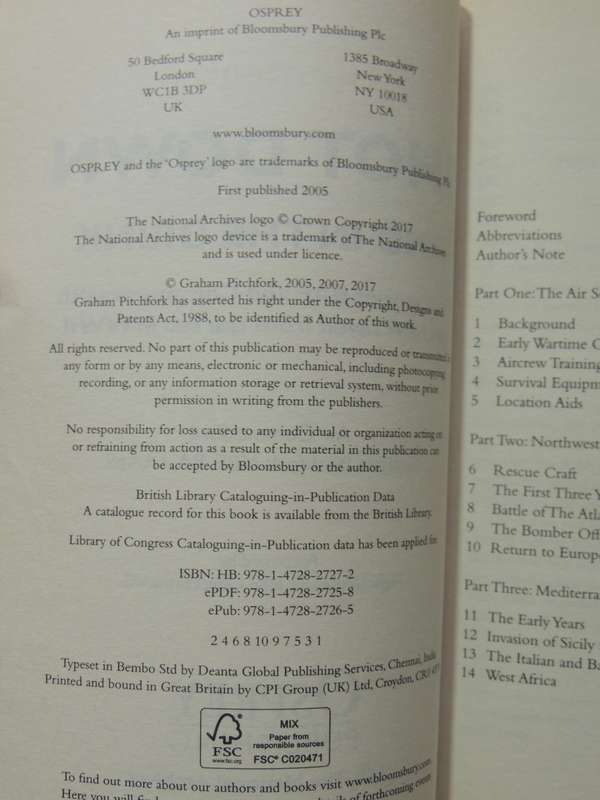 OSPREY
An imprint of Bloomsbury Publishing Plc
50 Bedford Square
London
WC1B 3DP
UK
1385 Broadway
New York
NY 10018
USA
www.bloomsbury.com
OSPREY and the 'Osprey' logo are trademarks of Bloomsbury Publishing Plc
First published 2005
The National Archives logo © Crown Copyright 2017
The National Archives logo device is a trademark of The National Archives
and is used under licence.
© Graham Pitchfork, 2005, 2007, 2017
Graham Pitchfork has asserted his right under the Copyright, Designs and
Patents Act, 1988, to be identified as Author of this work.
All rights reserved. No part of this publication may be reproduced or transmitted in
any form or by any means, electronic or mechanical, including photocopying,
recording, or any information storage or retrieval system, without prior
permission in writing from the publishers.
No responsibility for loss caused to any individual or organization acting on
or refraining from action as a result of the material in this publication can
be accepted by Bloomsbury or the author.
British Library Cataloguing-in-Publication Data
A catalogue record for this book is available from the British Library.
Library of Congress Cataloguing-in-Publication data has been applied for.
ISBN: HB: 978-1-4728-2727-2
ePDF: 978-1-4728-2725-8
ePub: 978-1-4728-2726-5
2 4 6 8 10 9 7 5 3 1
Typeset in Bembo Std by Deanta Global Publishing Services, Chennai, India
Printed and bound in Great Britain by CPI Group (UK) Ltd, Croydon, CR0
FSC
www.fsc.org
MIX
Paper from
responsible sources
FSC® C020471
To find out more about our authors and books visit www.bloomsbury.com.
Here you will details of forthcoming
Foreword
Abbreviations
Author's Note
Part One: The Air
1 Background
2 Early Wartime
3 Aircrew Training
4 Survival
5 Location Aids
Part Two: Northwest
6 Rescue Craft
7 The First Three
8 Battle of The
9 The Bomber
10 Return to
Part Three:
11 The Early Years
12 Invasion of Sicily
13 The Italian and
14 West Africa